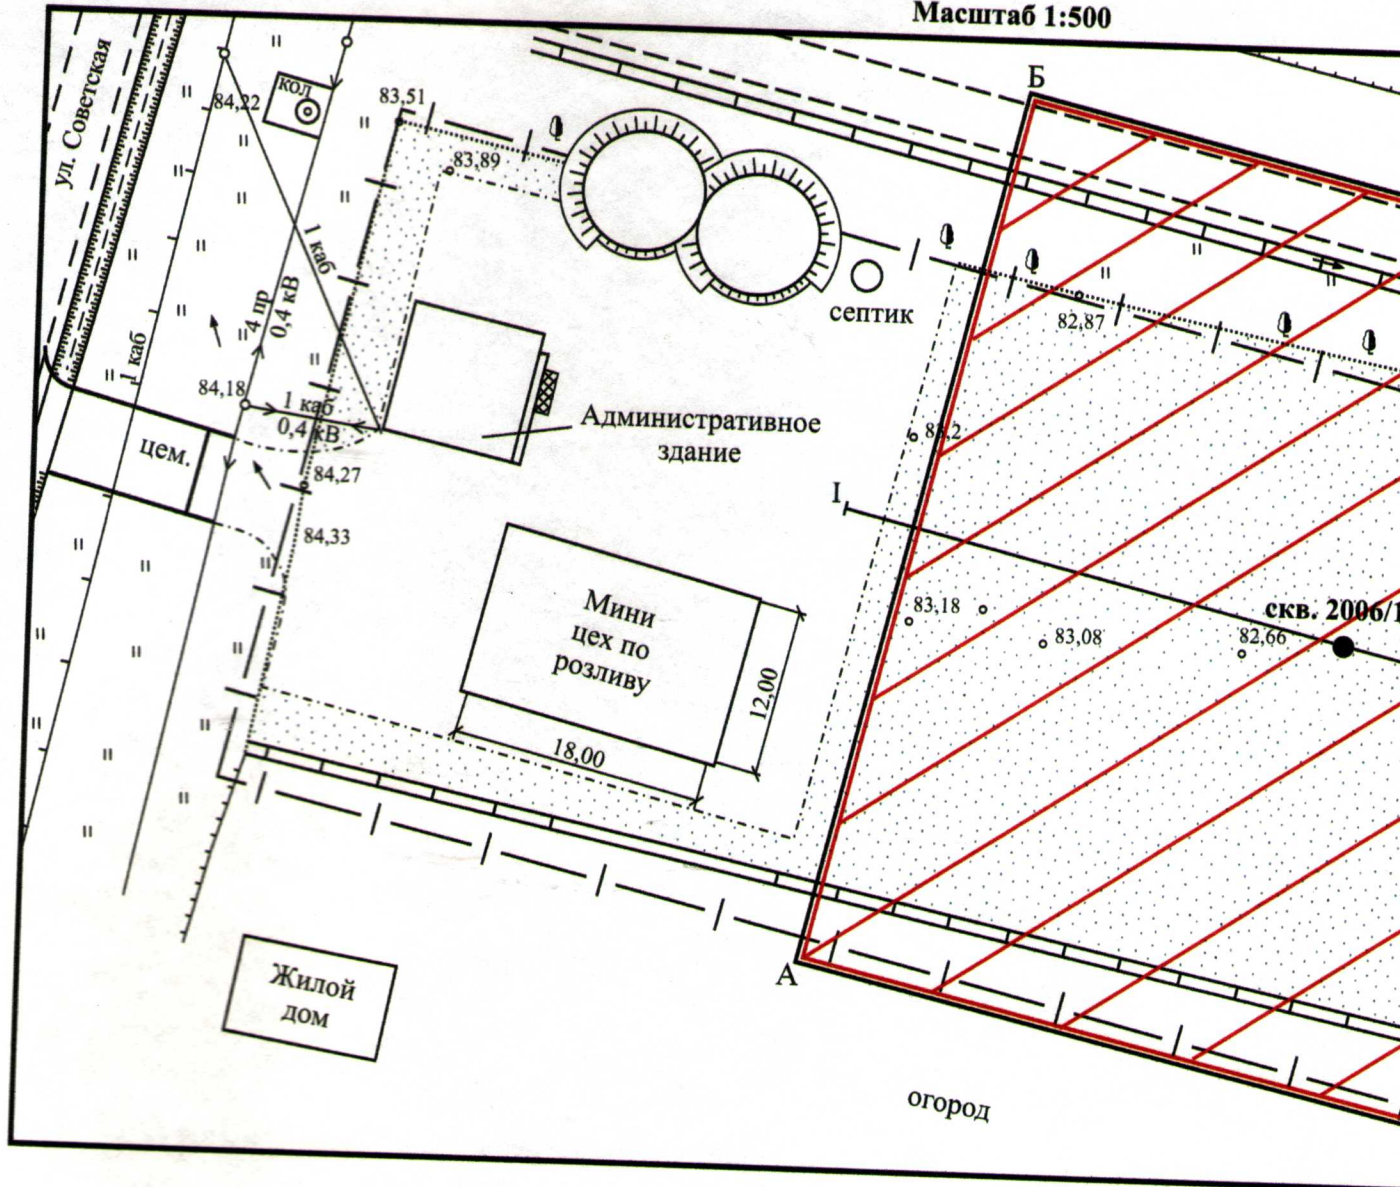 Масштаб 1:500
Б
ул. Советская
84,22
кол
83,51
83,89
1 каб
4 пр
0,4 кВ
1 каб
септик
82,87
84,18
1 каб
0,4 кВ
Административное
здание
цем.
84,27
84,33
I
Мини
цех по
розливу
12,00
18,00
83,18
83,08
82,66
скв. 2006/1
А
Жилой
дом
огород